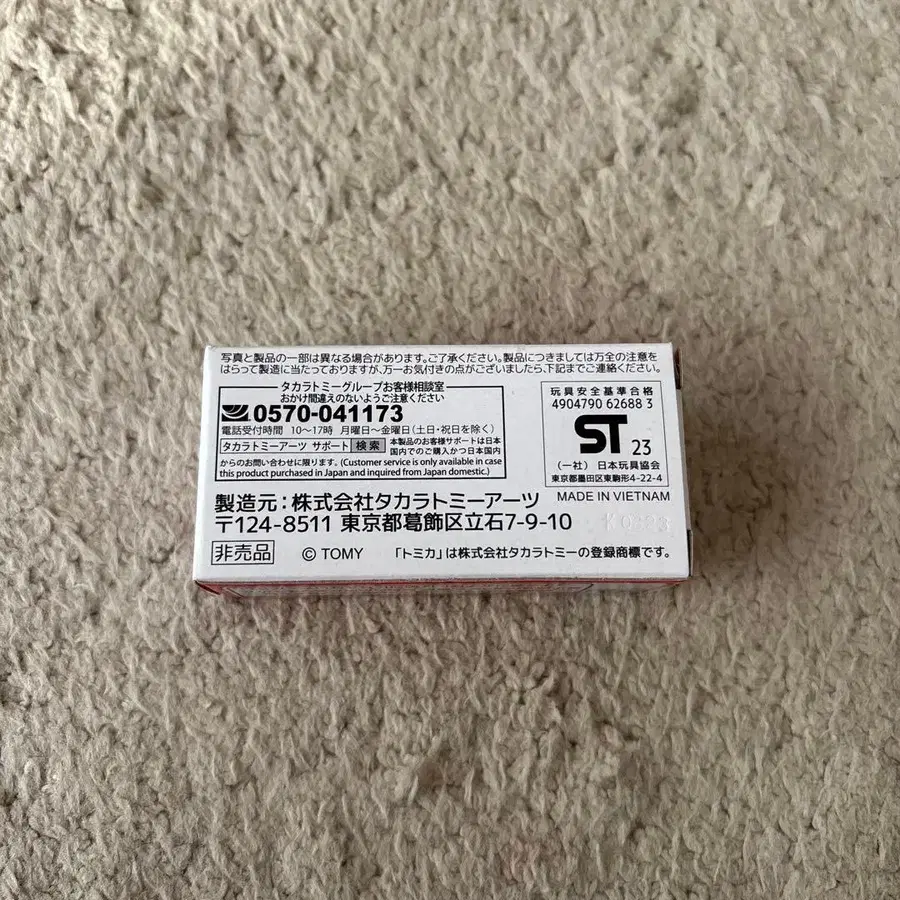 写真と製品の一部は異なる場合があります。ご了承ください。製品につきましては万全の注意を
はらって製造に当たっておりますが、万一お気付きの点がございましたら、下記までご連絡ください。
タカラトミーグループお客様相談室
おかけ間違えのないようご注意ください
0570-041173
電話受付時間 10〜17時 月曜日〜金曜日(土日・祝日を除く)
タカラトミーアーツ サポート 検索 本製品のお客様サポートは日本
国内でのご購入かつ日本国内
からのお問い合わせに限ります。(Customer service is only available in case
this product purchased in Japan and inquired from Japan domestic.)
玩具安全基準合格
4904790 62688 3
ST 23
(一社) 日本玩具協会
東京都墨田区東駒形4-22-4
MADE IN VIETNAM
製造元:株式会社タカラトミーアーツ
〒124-8511 東京都葛飾区立石7-9-10
非売品 © TOMY 「トミカ」は株式会社タカラトミーの登録商標です。